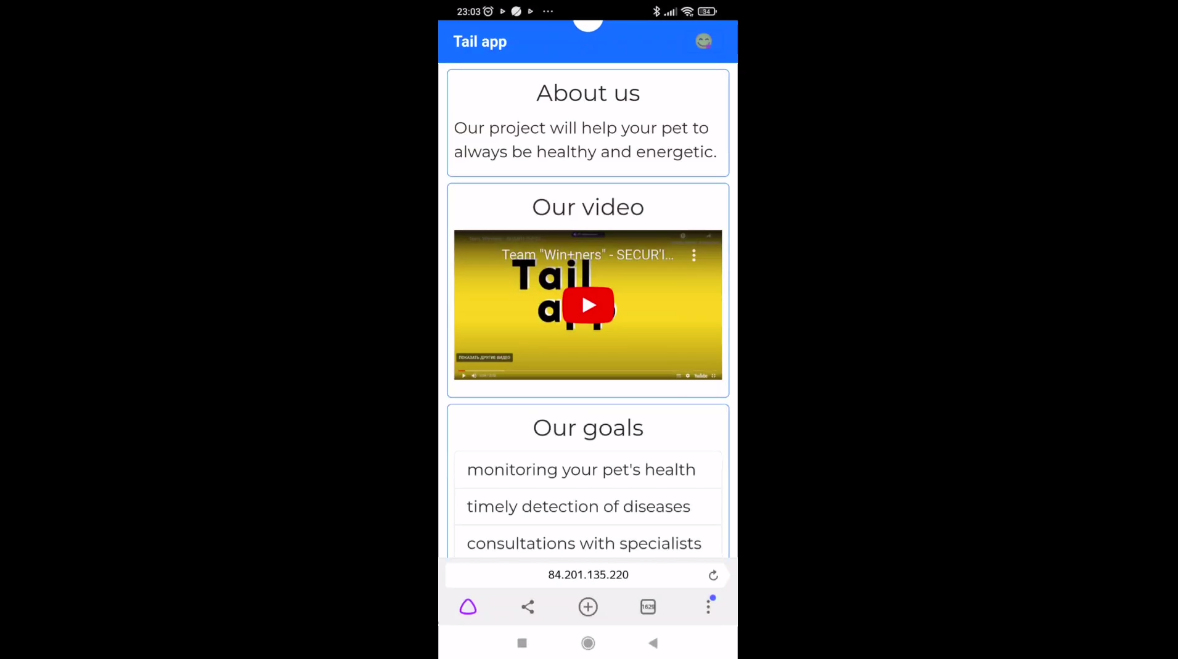 23:03
54
Tail app
About us
Our project will help your pet to
always be healthy and energetic.
Our video
Team "Win+ners" - SECUR'I...
Tail
app
ПОКАЗАТЬ ДРУГИЕ ВИДЕО
YouTube
Our goals
monitoring your pet's health
timely detection of diseases
consultations with specialists
84.201.135.220